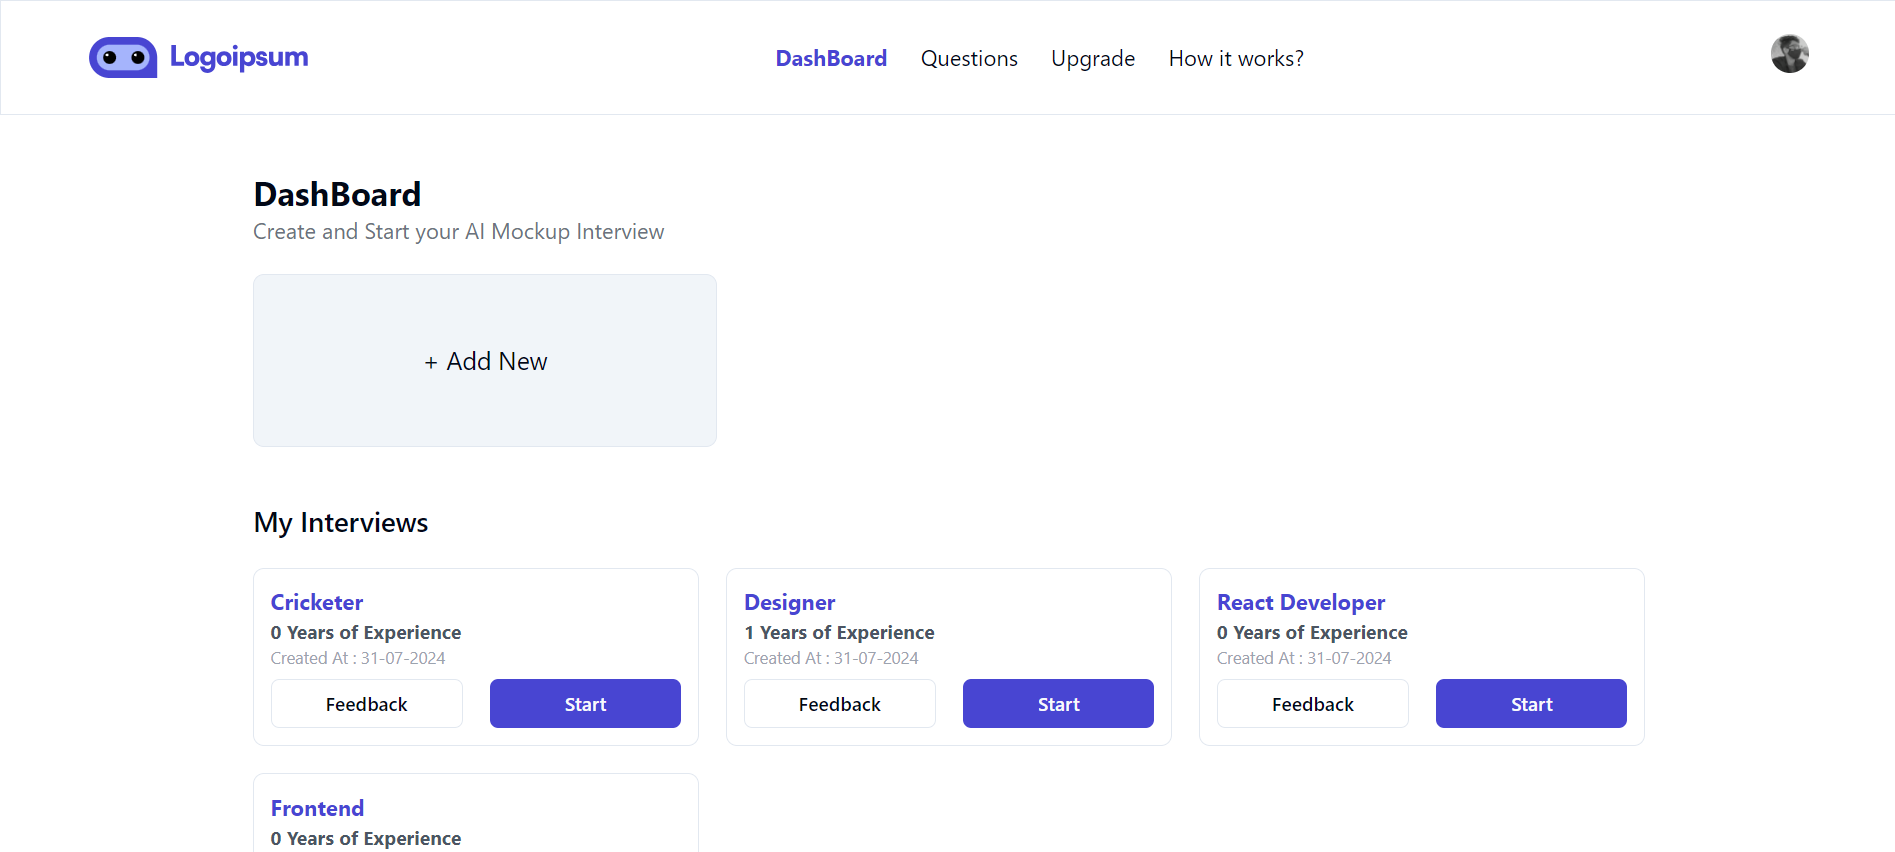 Logoipsum
DashBoard Questions Upgrade How it works?
DashBoard
Create and Start your AI Mockup Interview
+ Add New
My Interviews
Cricketer
0 Years of Experience
Created At : 31-07-2024
Feedback Start
Designer
1 Years of Experience
Created At : 31-07-2024
Feedback Start
React Developer
0 Years of Experience
Created At : 31-07-2024
Feedback Start
Frontend
0 Years of Experience